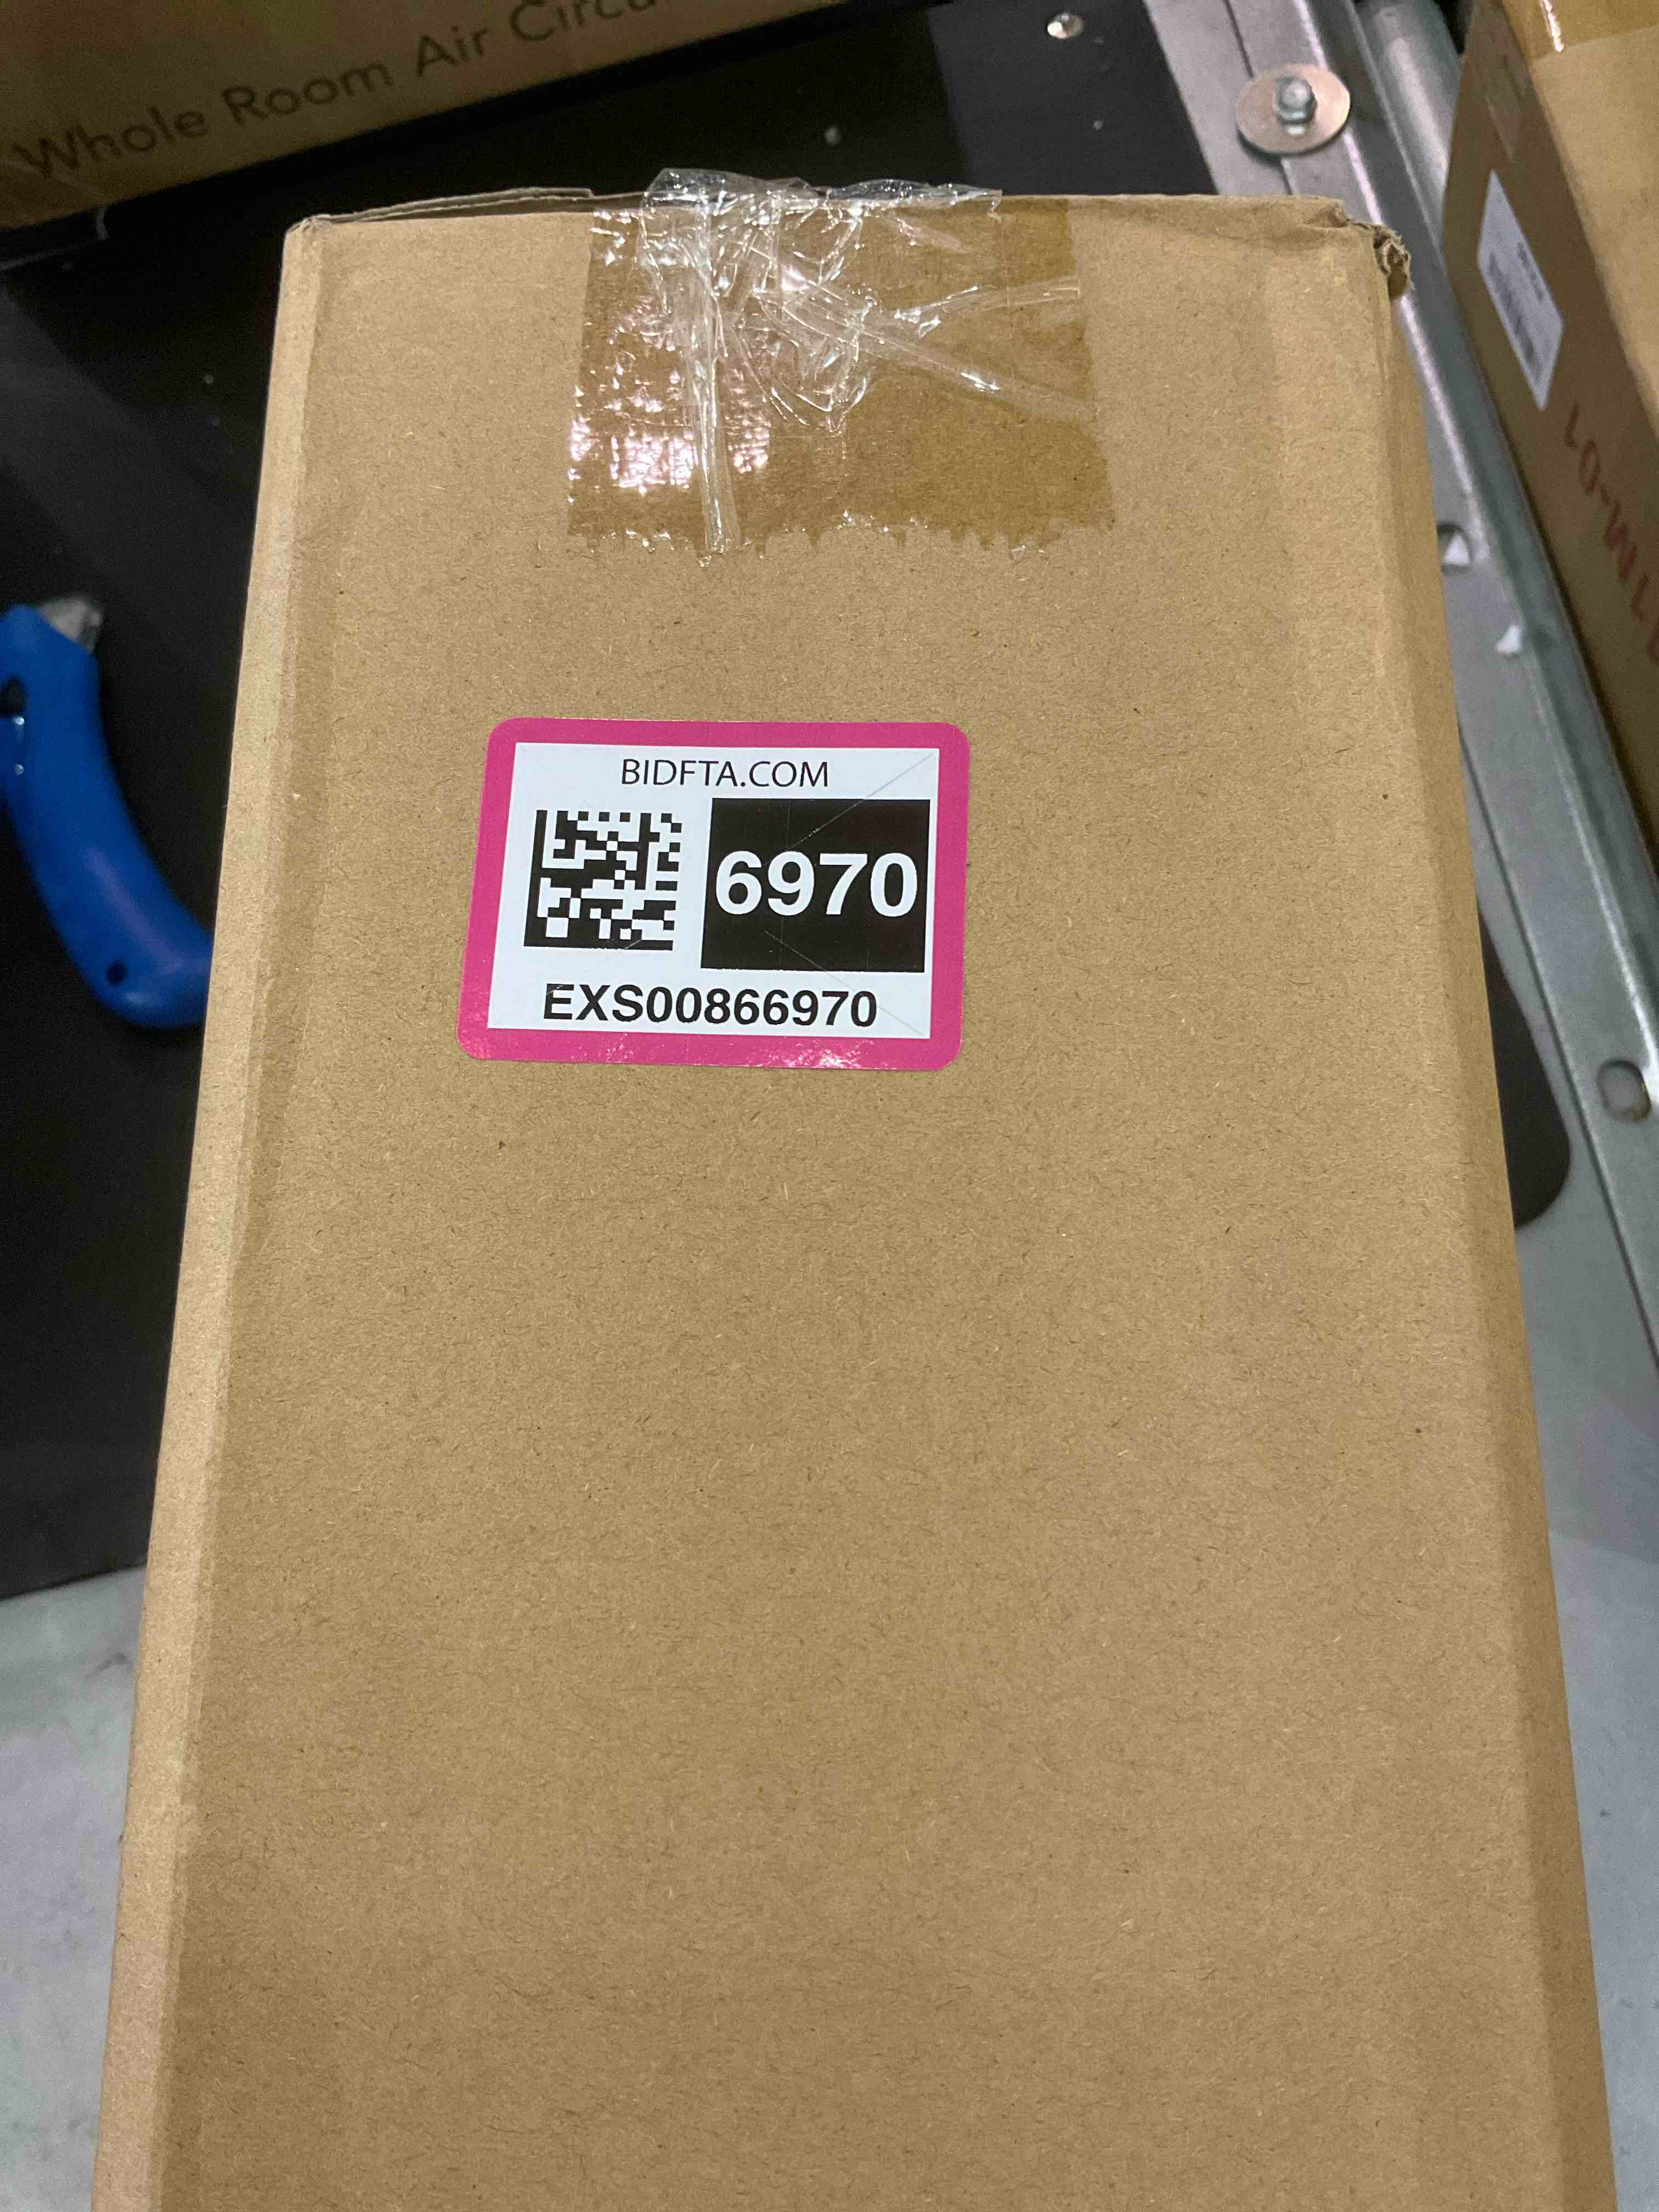 Whole Room Air Circu
BIDFTA.COM
6970
EXS00866970